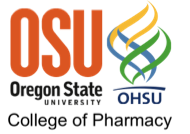 OSU
Oregon State
UNIVERSITY
OHSU
College of Pharmacy